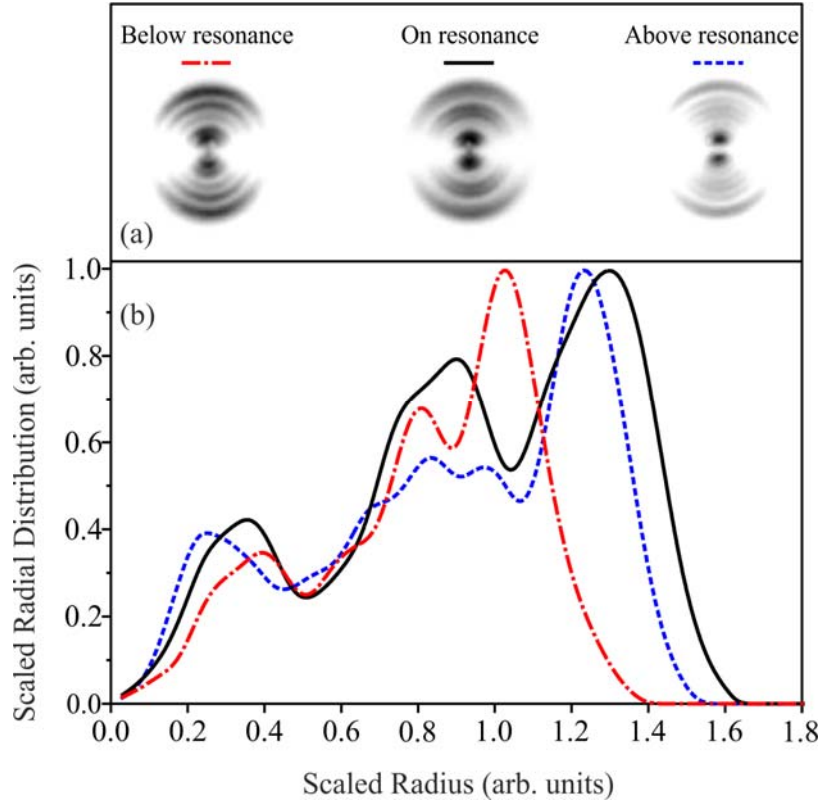 Below resonance On resonance Above resonance
(a)
(b)
Scaled Radial Distribution (arb. units)
1.0
0.8
0.6
0.4
0.2
0.0
0.0 0.2 0.4 0.6 0.8 1.0 1.2 1.4 1.6 1.8
Scaled Radius (arb. units)